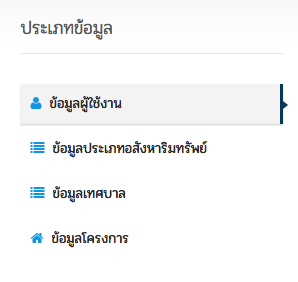 ประเภทข้อมูล
ข้อมูลผู้ใช้งาน
ข้อมูลประเภทอสังหาริมทรัพย์
ข้อมูลเทศบาล
ข้อมูลโครงการ